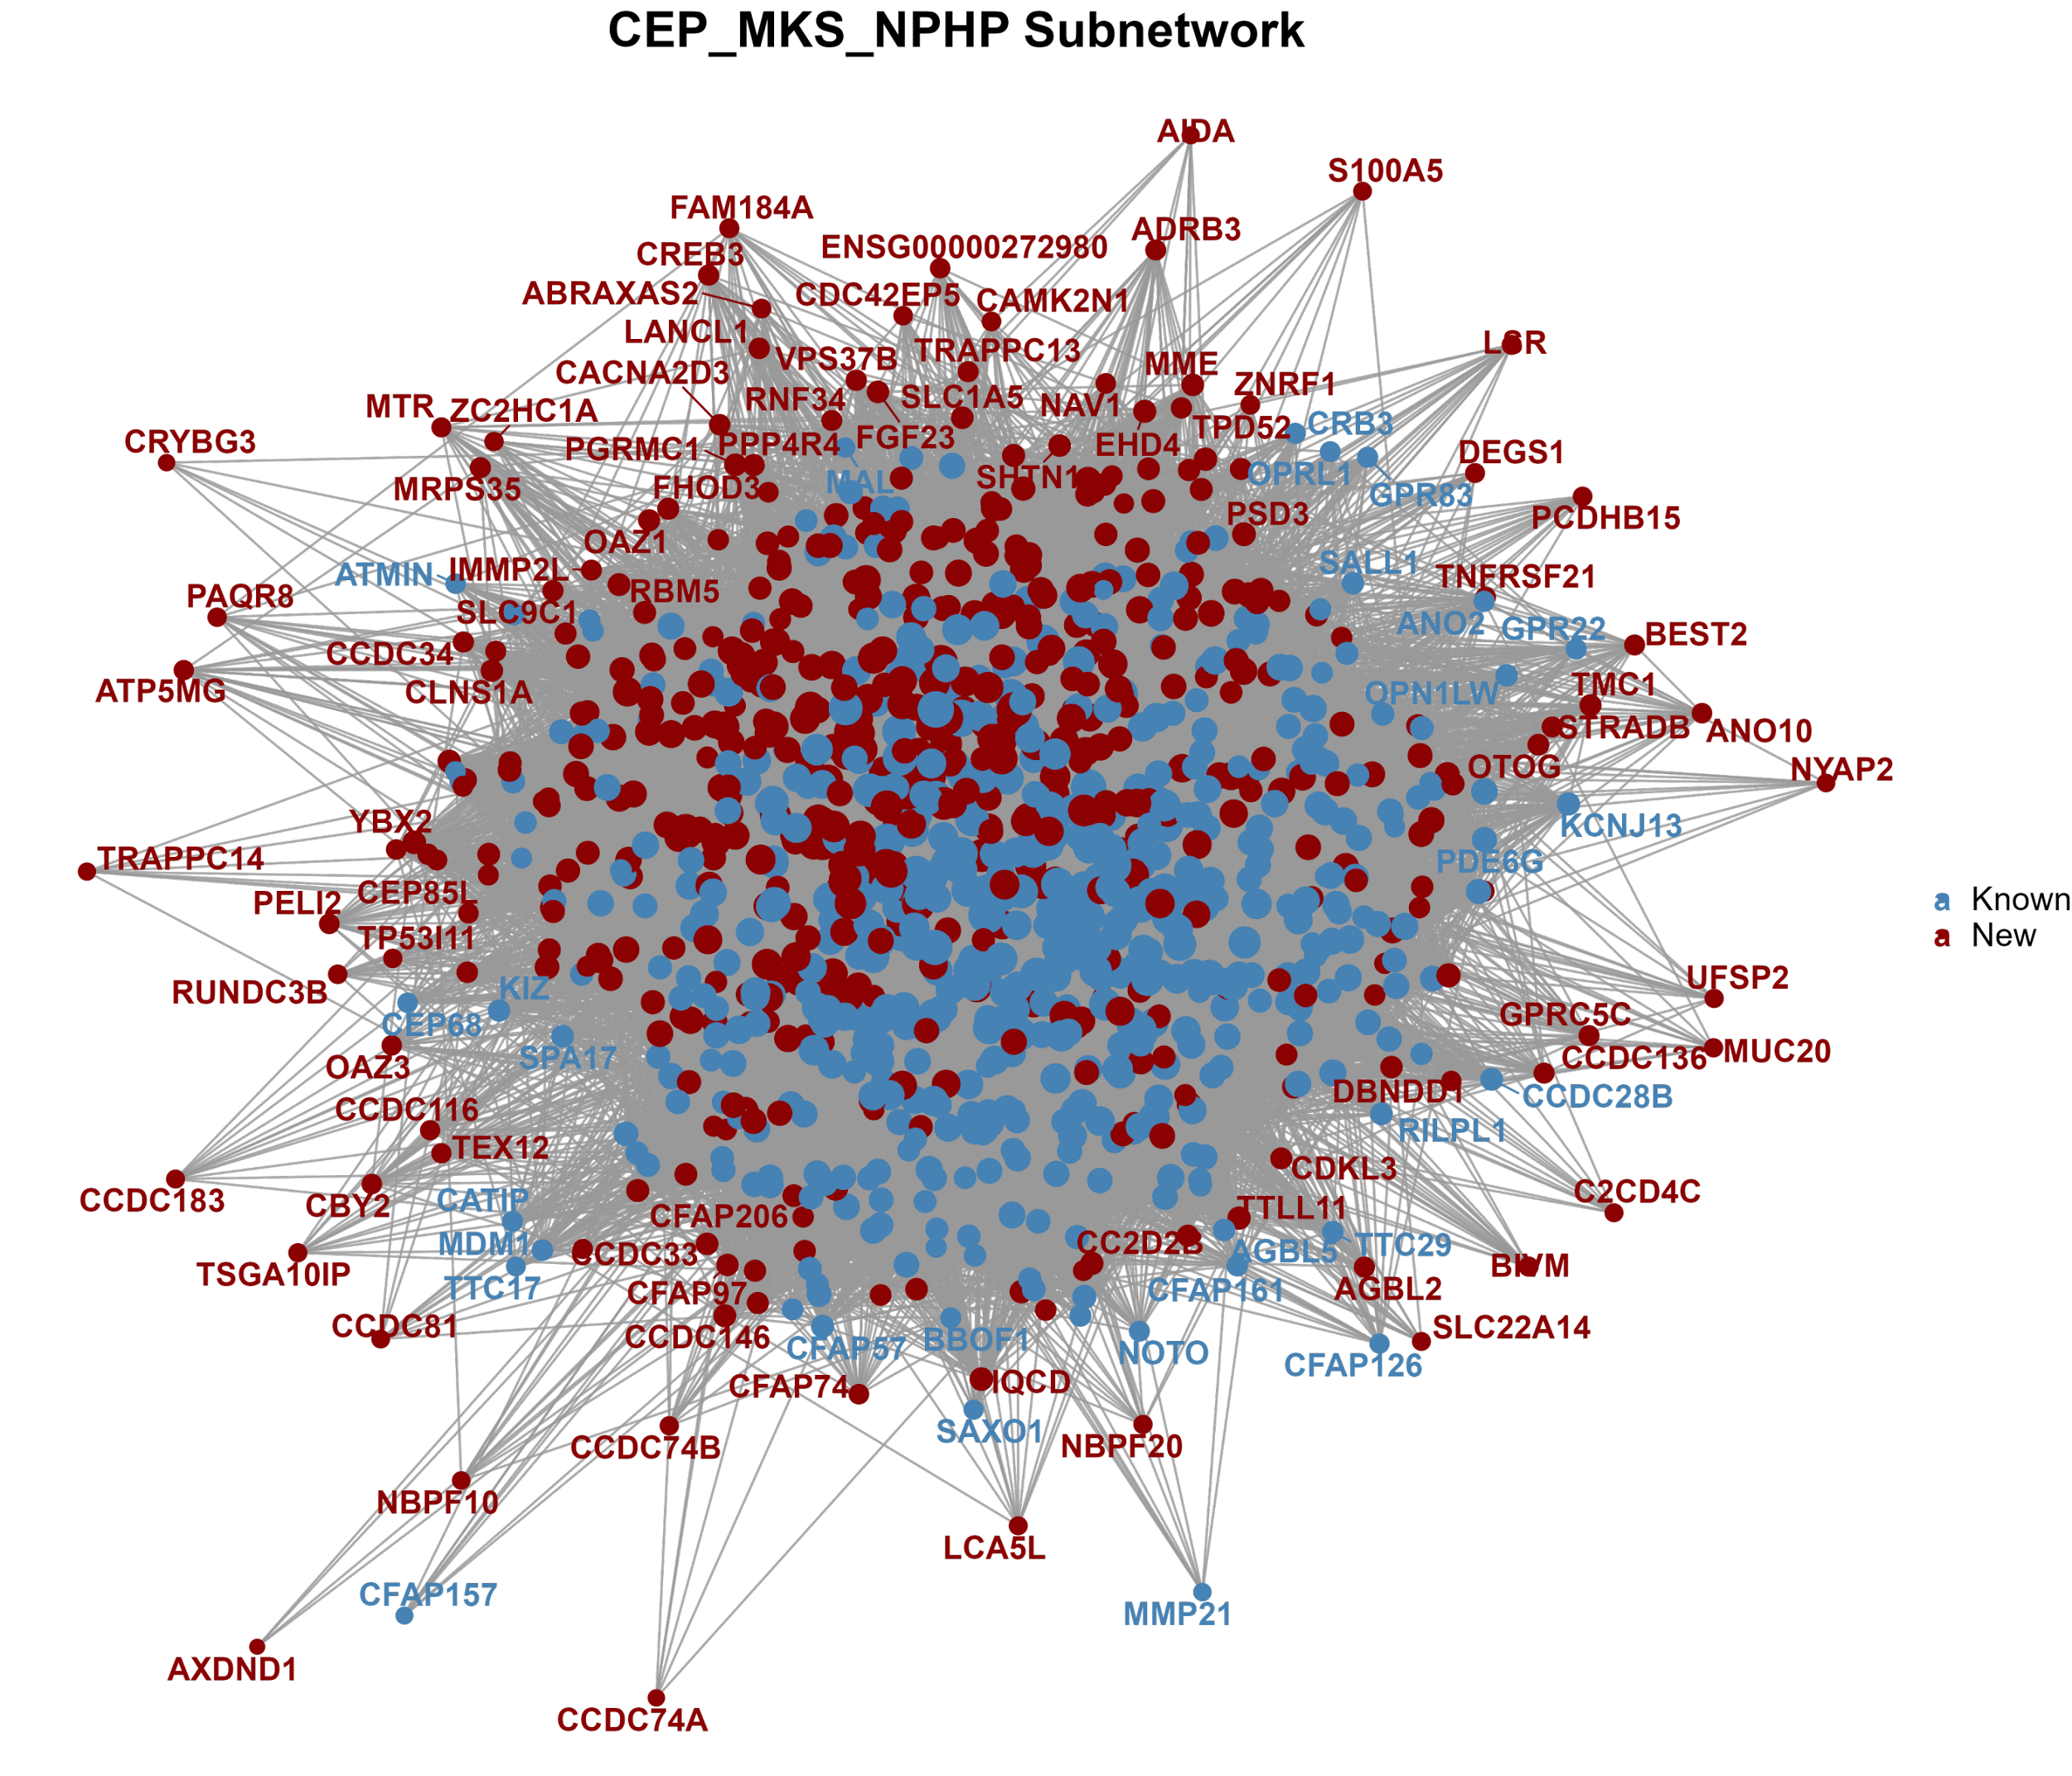 CEP_MKS_NPHP Subnetwork
AIDA
S100A5
FAM184A
ADRB3
CREB3
ENSG00000272980
ABRAXAS2
CDC42EP5
CAMK2N1
LANCL1
LSR
VPS37B
TRAPPC13
CACNA2D3
MME
ZNRF1
RNF34
SLC1A5
NAV1
MTR
ZC2HC1A
TPD52
CRB3
CRYBG3
PGRMC1
PPP4R4
FGF23
EHD4
DEGS1
MRPS35
FHOD3
MAL
SHTN1
OPRL1
GPR83
PSD3
PCDHB15
OAZ1
ATMIN
IMMP2L
SALL1
TNFRSF21
PAQR8
SLC9C1
RBM5
ANO2
GPR22
BEST2
CCDC34
ATP5MG
CLNS1A
OPN1LW
TMC1
STRADB
ANO10
OTOG
NYAP2
YBX2
KCNJ13
TRAPPC14
PDE6G
CEP85L
PELI2
a Known
TP53I11
a New
RUNDC3B
KIZ
UFSP2
CEP68
GPRC5C
SPA17
CCDC136
MUC20
OAZ3
DBNDD1
CCDC28B
CCDC116
RILPL1
TEX12
CDKL3
CCDC183
CBY2
CATIP
C2CD4C
CFAP206
TTLL11
MDM1
CCDC33
CC2D2B
AGBL5
TTC29
TSGA10IP
TTC17
CFAP97
CFAP161
AGBL2
BIVM
CCDC81
CCDC146
CFAP57
BBOF1
NOTO
CFAP126
SLC22A14
CFAP74
IQCD
CCDC74B
SAXO1
NBPF20
NBPF10
LCA5L
CFAP157
MMP21
AXDND1
CCDC74A